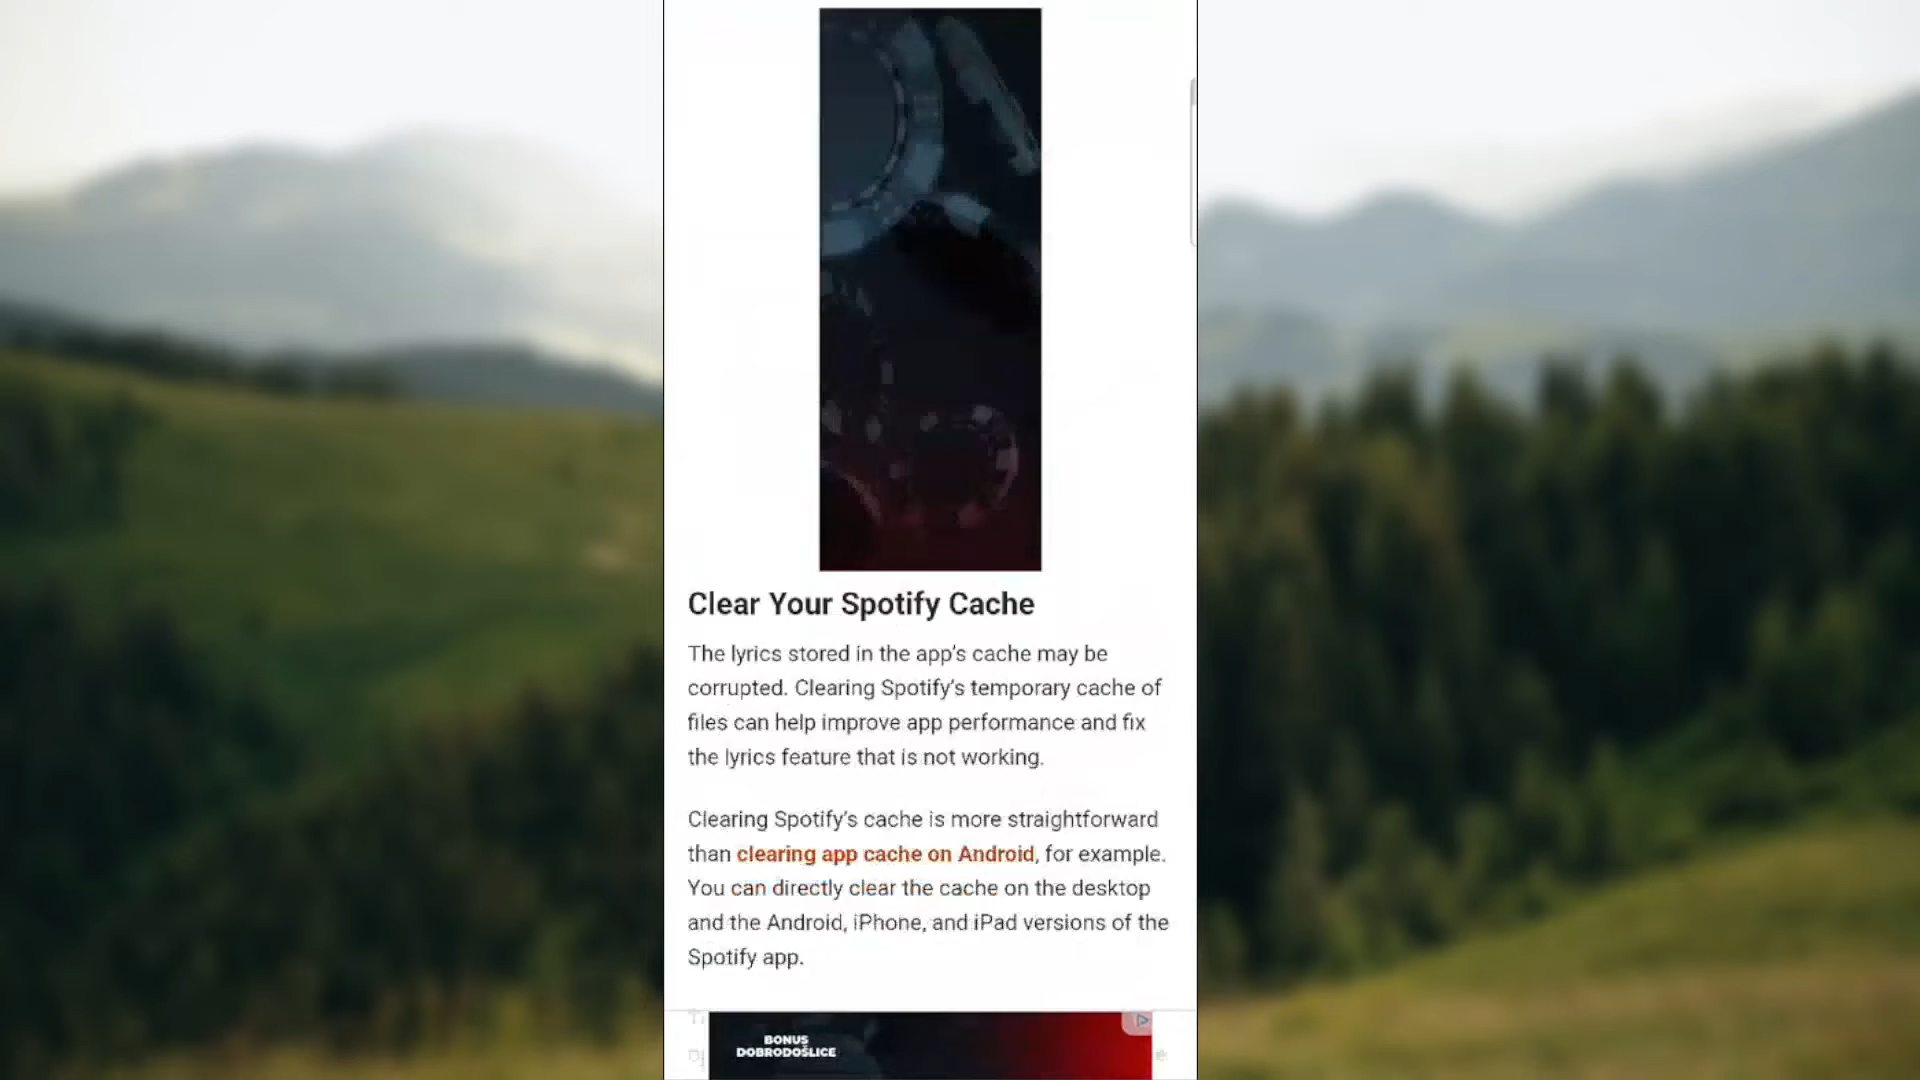 Clear Your Spotify Cache
The lyrics stored in the app's cache may be
corrupted. Clearing Spotify's temporary cache of
files can help improve app performance and fix
the lyrics feature that is not working.
Clearing Spotify's cache is more straightforward
than clearing app cache on Android, for example.
You can directly clear the cache on the desktop
and the Android, iPhone, and iPad versions of the
Spotify app.
BONUS
DOBRODOŠLICE